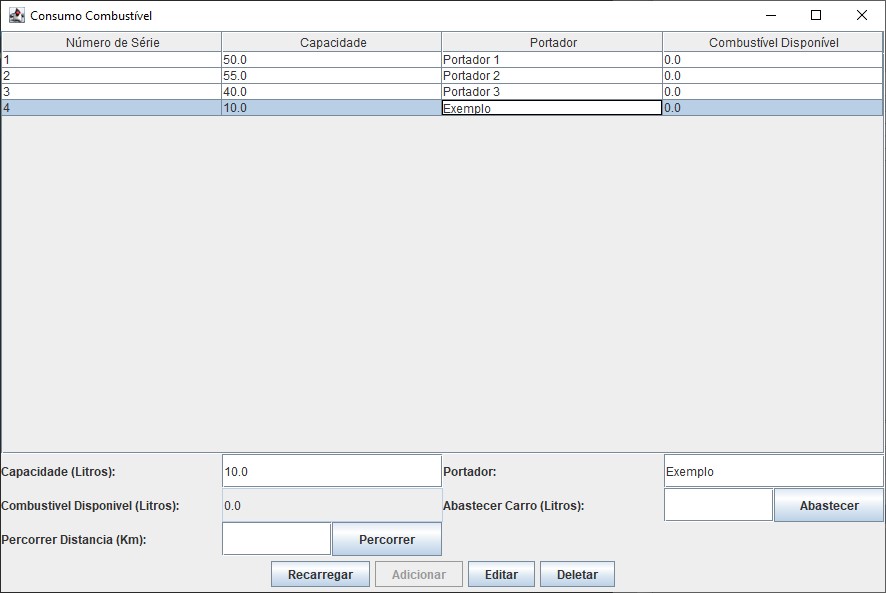 Consumo Combustível
Número de Série Capacidade Portador Combustível Disponível
1 50.0 Portador 1 0.0
2 55.0 Portador 2 0.0
3 40.0 Portador 3 0.0
4 10.0 Exemplo 0.0
Capacidade (Litros): 10.0 Portador: Exemplo
Combustivel Disponivel (Litros): 0.0 Abastecer Carro (Litros): Abastecer
Percorrer Distancia (Km): Percorrer
Recarregar Adicionar Editar Deletar